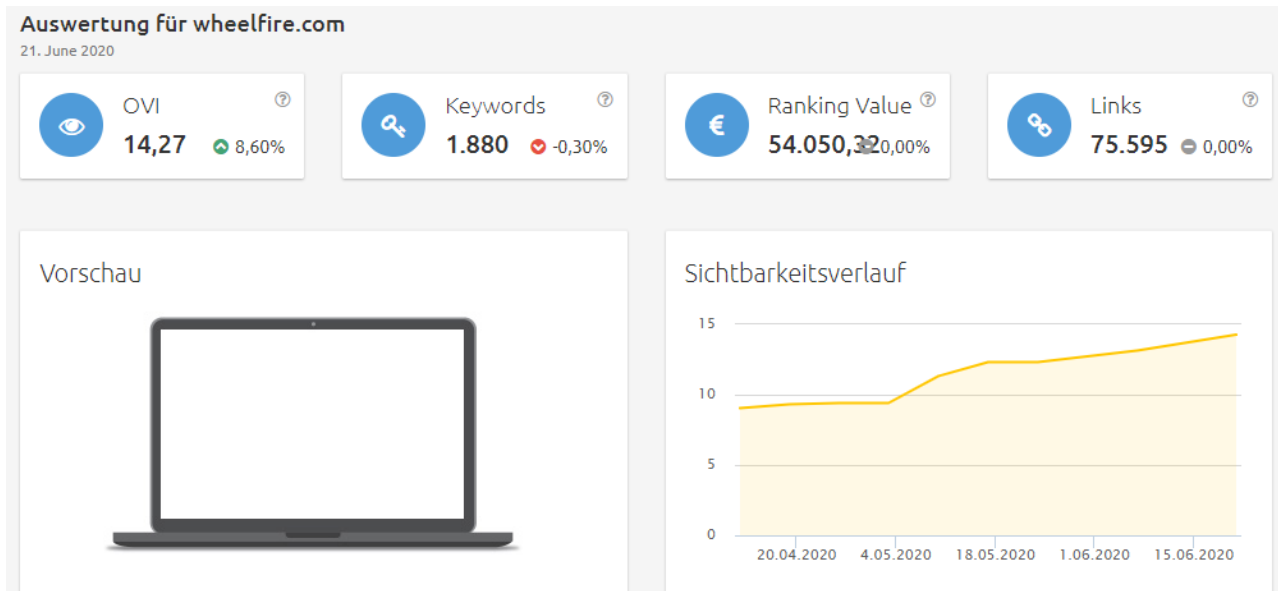 Auswertung für wheelfire.com
21. June 2020
OVI
14,27 8,60%
Keywords
1.880 -0,30%
Ranking Value
54.050,32 0,00%
Links
75.595 0,00%
Vorschau
Sichtbarkeitsverlauf
15
10
5
0
20.04.2020 4.05.2020 18.05.2020 1.06.2020 15.06.2020